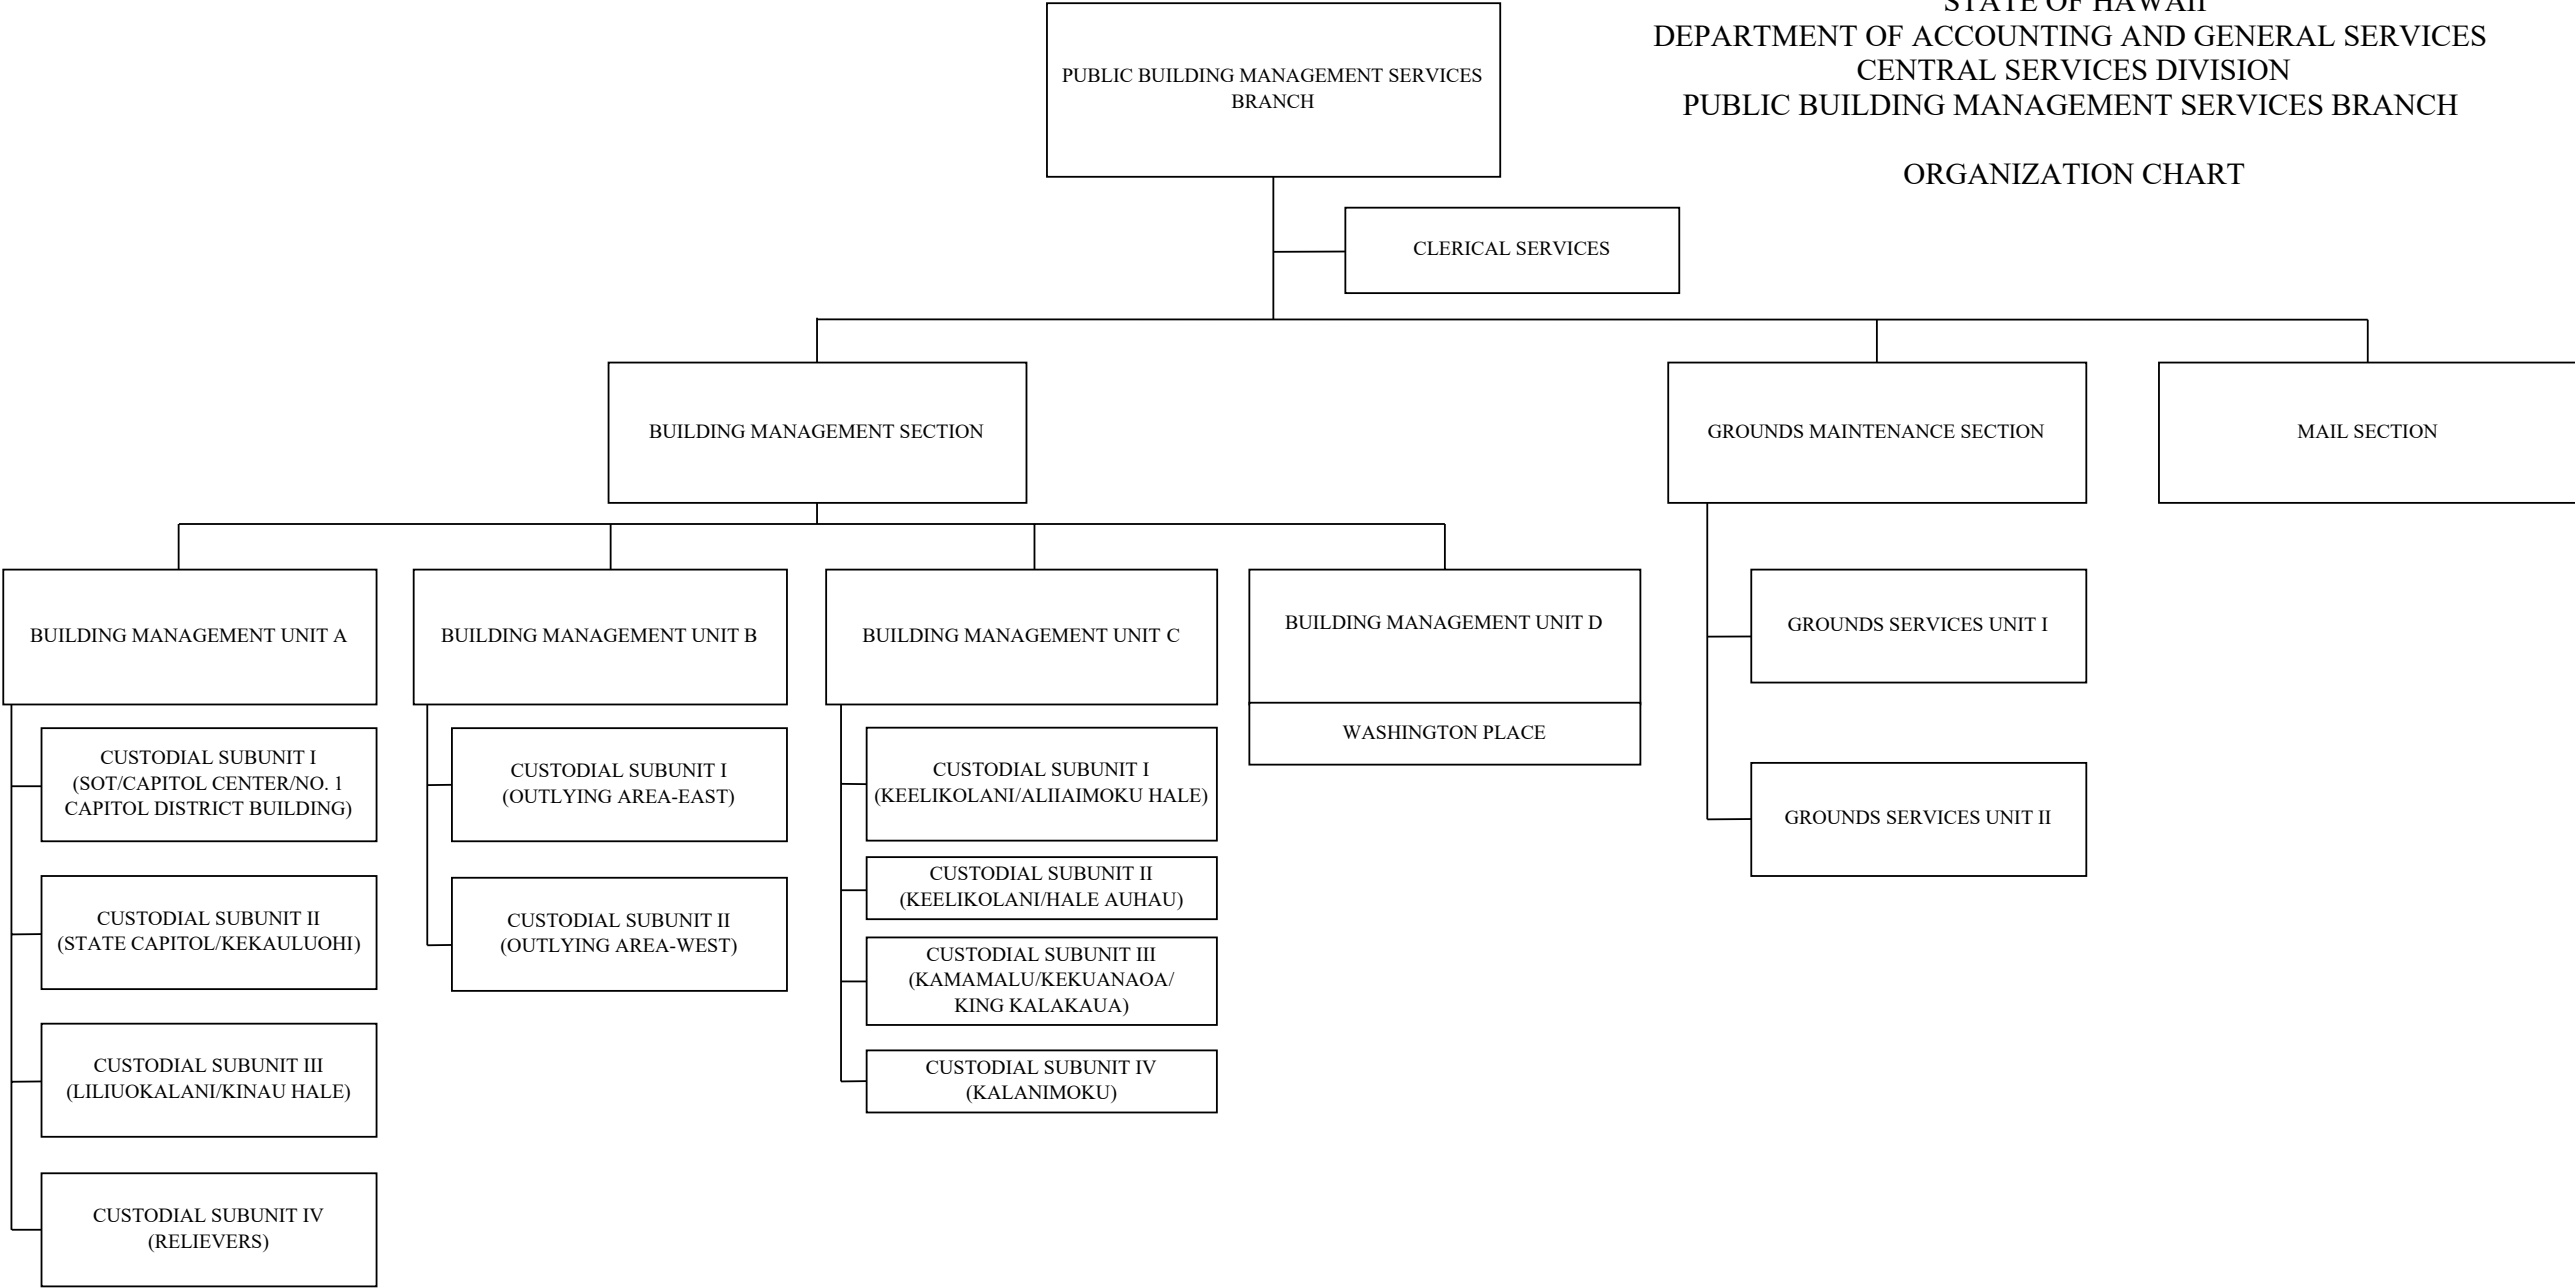 STATE OF HAWAII
DEPARTMENT OF ACCOUNTING AND GENERAL SERVICES
CENTRAL SERVICES DIVISION
PUBLIC BUILDING MANAGEMENT SERVICES BRANCH
ORGANIZATION CHART
PUBLIC BUILDING MANAGEMENT SERVICES
BRANCH
CLERICAL SERVICES
BUILDING MANAGEMENT SECTION
GROUNDS MAINTENANCE SECTION
MAIL SECTION
BUILDING MANAGEMENT UNIT A
BUILDING MANAGEMENT UNIT B
BUILDING MANAGEMENT UNIT C
BUILDING MANAGEMENT UNIT D
WASHINGTON PLACE
GROUNDS SERVICES UNIT I
GROUNDS SERVICES UNIT II
CUSTODIAL SUBUNIT I
(SOT/CAPITOL CENTER/NO. 1
CAPITOL DISTRICT BUILDING)
CUSTODIAL SUBUNIT II
(STATE CAPITOL/KEKAULUOHI)
CUSTODIAL SUBUNIT III
(LILIUOKALANI/KINAU HALE)
CUSTODIAL SUBUNIT IV
(RELIEVERS)
CUSTODIAL SUBUNIT I
(OUTLYING AREA-EAST)
CUSTODIAL SUBUNIT II
(OUTLYING AREA-WEST)
CUSTODIAL SUBUNIT I
(KEELIKOLANI/ALIIAIMOKU HALE)
CUSTODIAL SUBUNIT II
(KEELIKOLANI/HALE AUHAU)
CUSTODIAL SUBUNIT III
(KAMAMALU/KEKUANAOA/
KING KALAKAUA)
CUSTODIAL SUBUNIT IV
(KALANIMOKU)